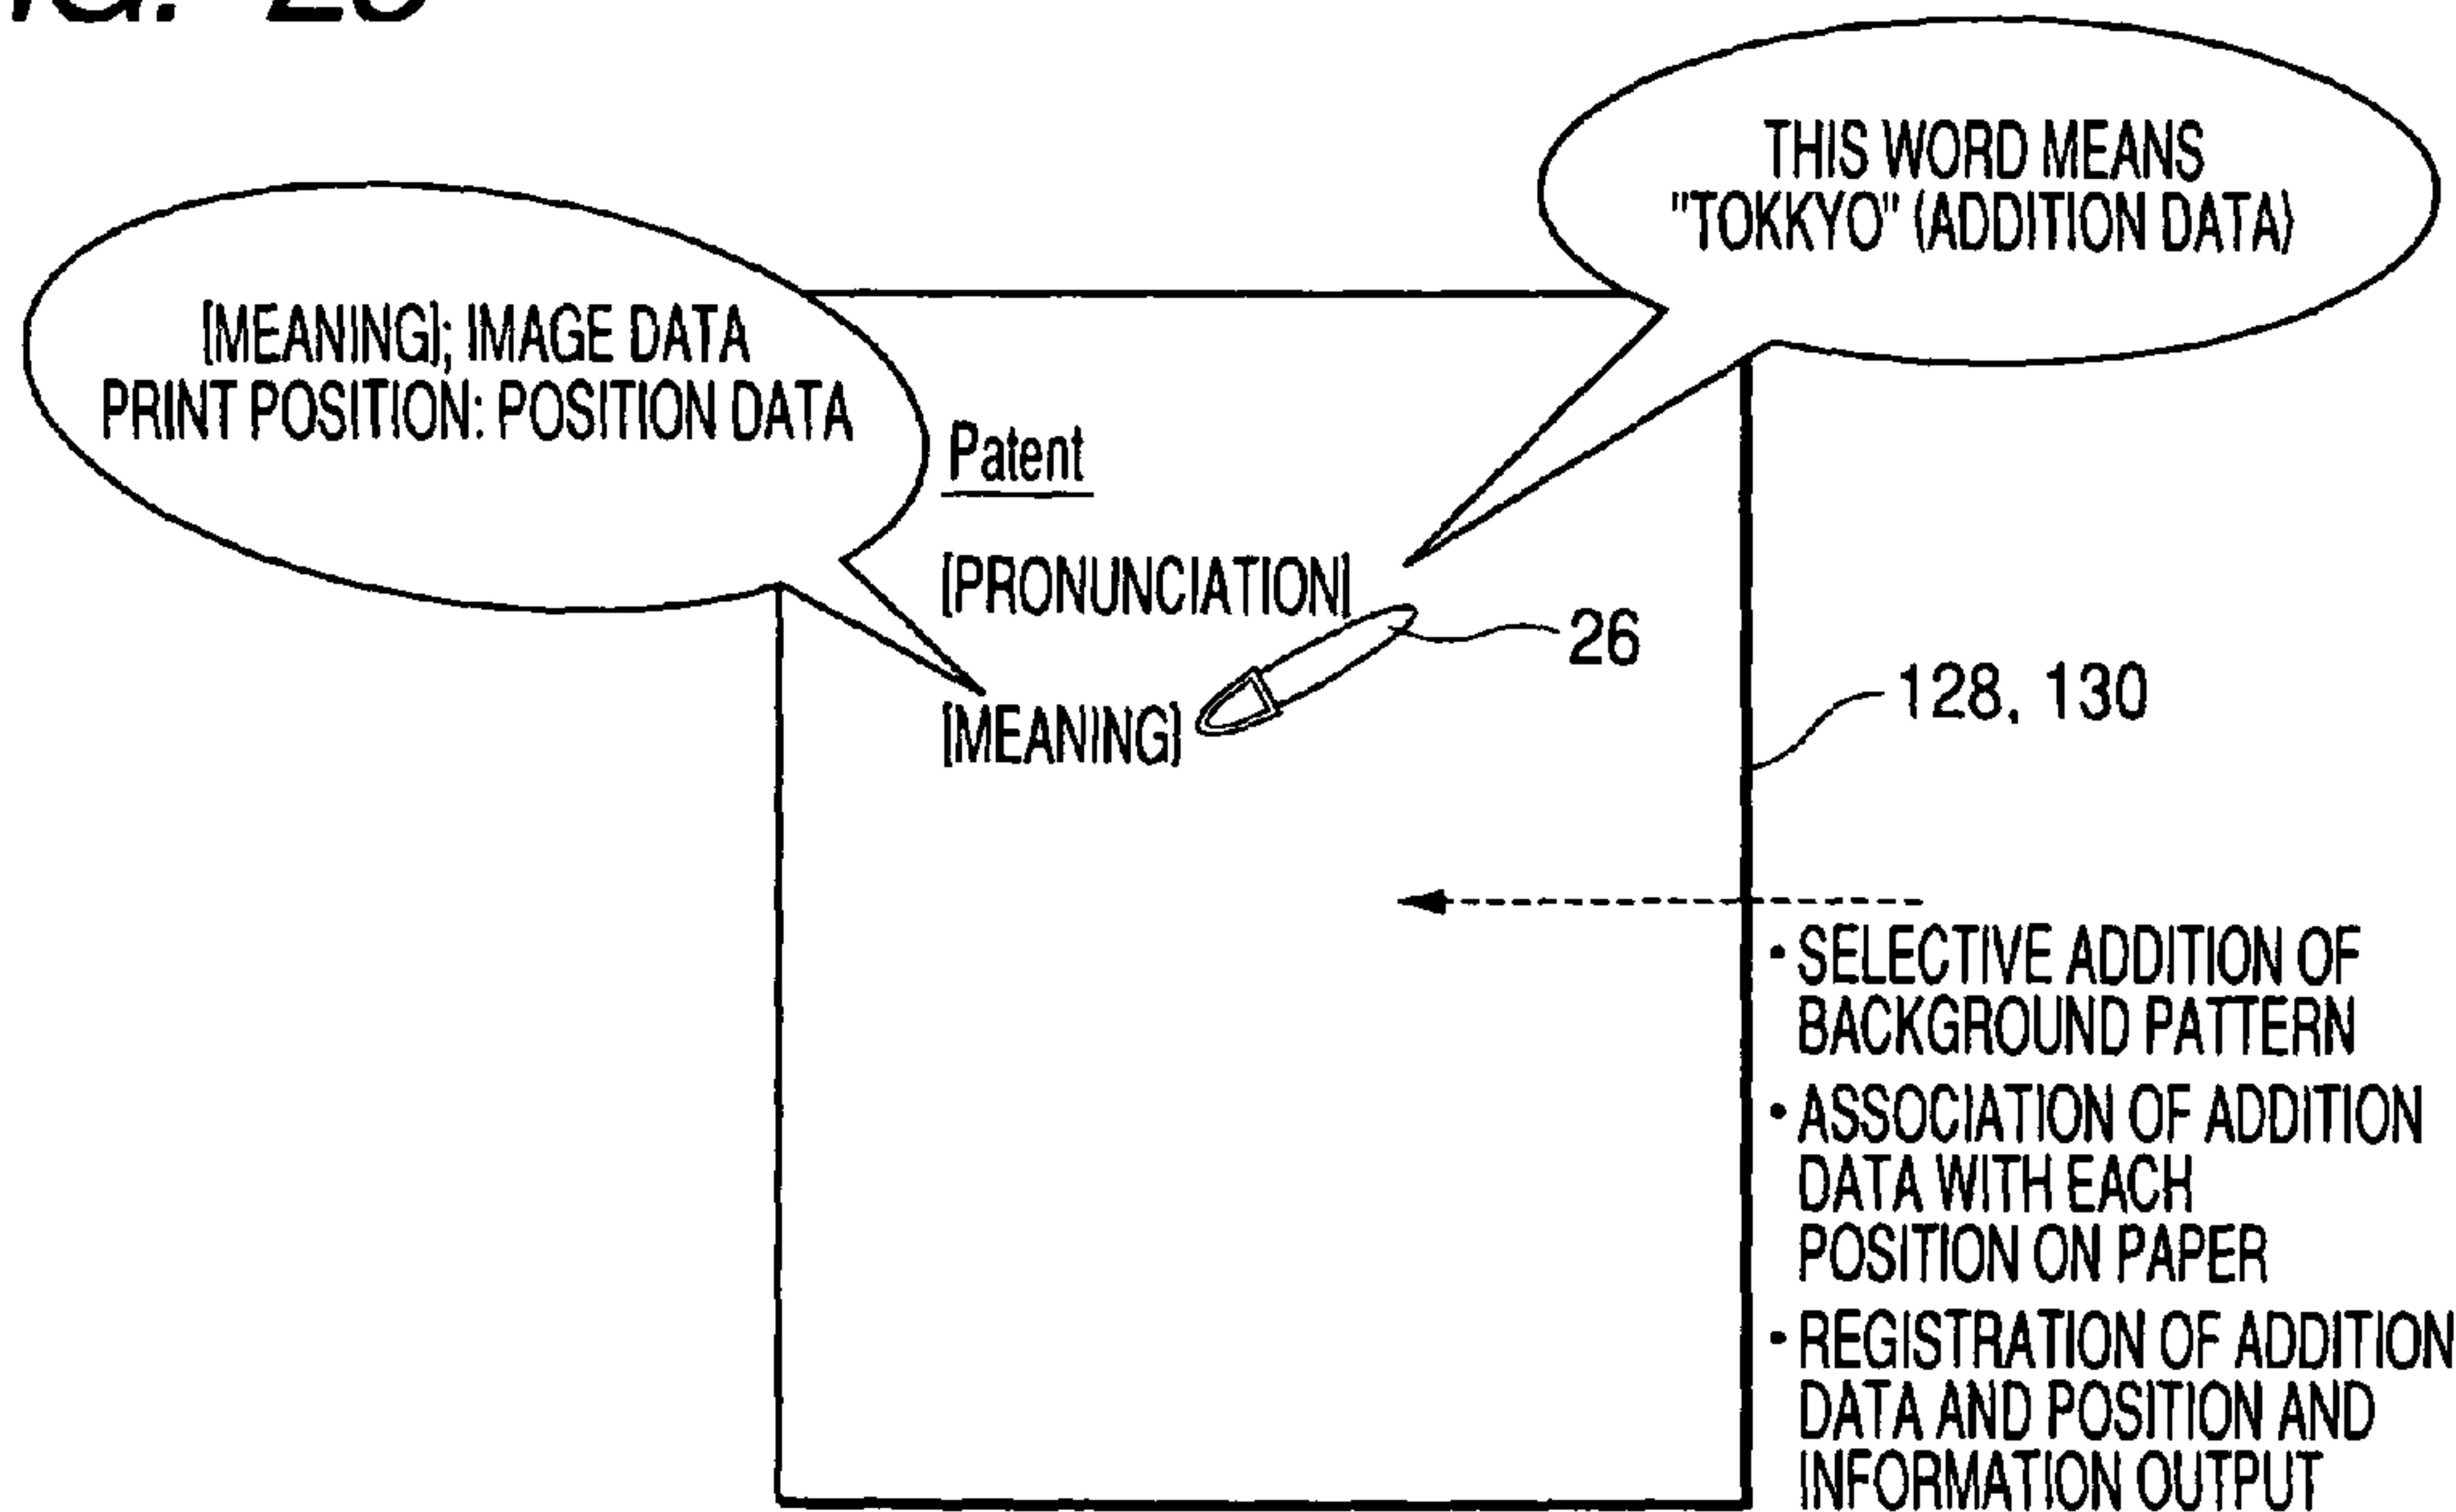 THIS WORD MEANS
"TOKKYO" (ADDITION DATA)
[MEANING]; IMAGE DATA
PRINT POSITION: POSITION DATA
Patent
[PRONUNCIATION]
26
[MEANING]
128, 130
• SELECTIVE ADDITION OF
BACKGROUND PATTERN
• ASSOCIATION OF ADDITION
DATA WITH EACH
POSITION ON PAPER
• REGISTRATION OF ADDITION
DATA AND POSITION AND
INFORMATION OUTPUT